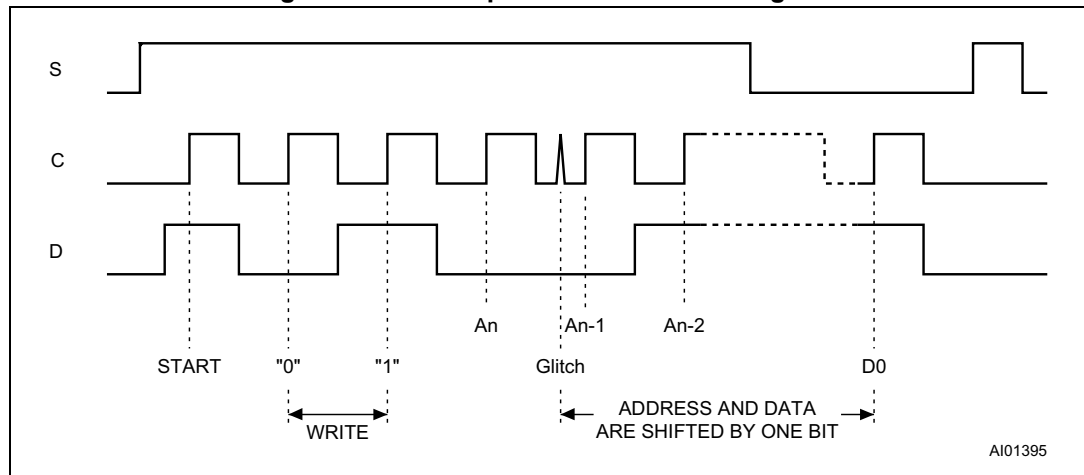 S
C
D
An An-1 An-2
START "0" "1" Glitch D0
WRITE
ADDRESS AND DATA
ARE SHIFTED BY ONE BIT
AI01395